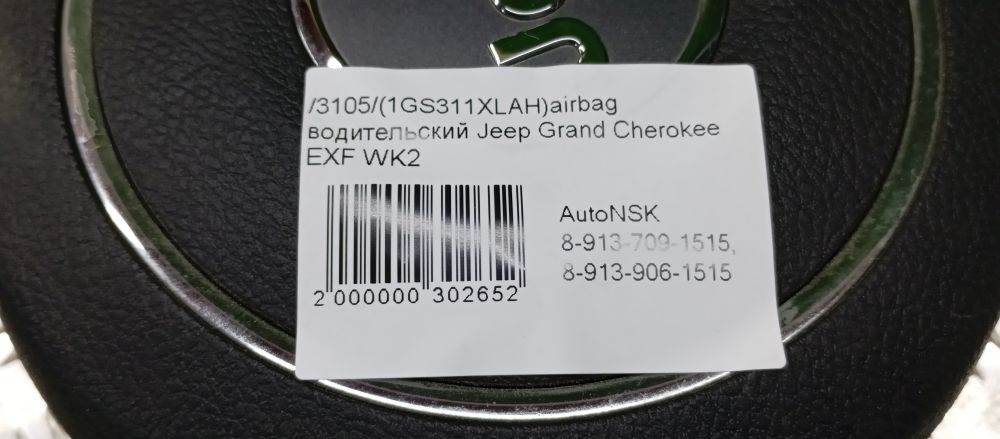 /3105/(1GS311XLAH)airbag
водительский Jeep Grand Cherokee
EXF WK2
AutoNSK
8-913-709-1515,
8-913-906-1515
2 000000 302652